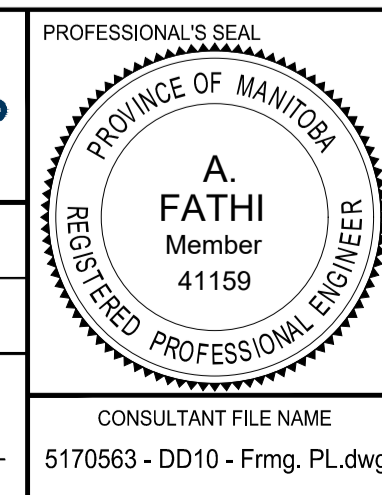 PROFESSIONAL'S SEAL
PROVINCE OF MANITOBA
A.
FATHI
Member
41159
REGISTERED PROFESSIONAL ENGINEER
CONSULTANT FILE NAME
5170563 - DD10 - Frmg. PL.dwg